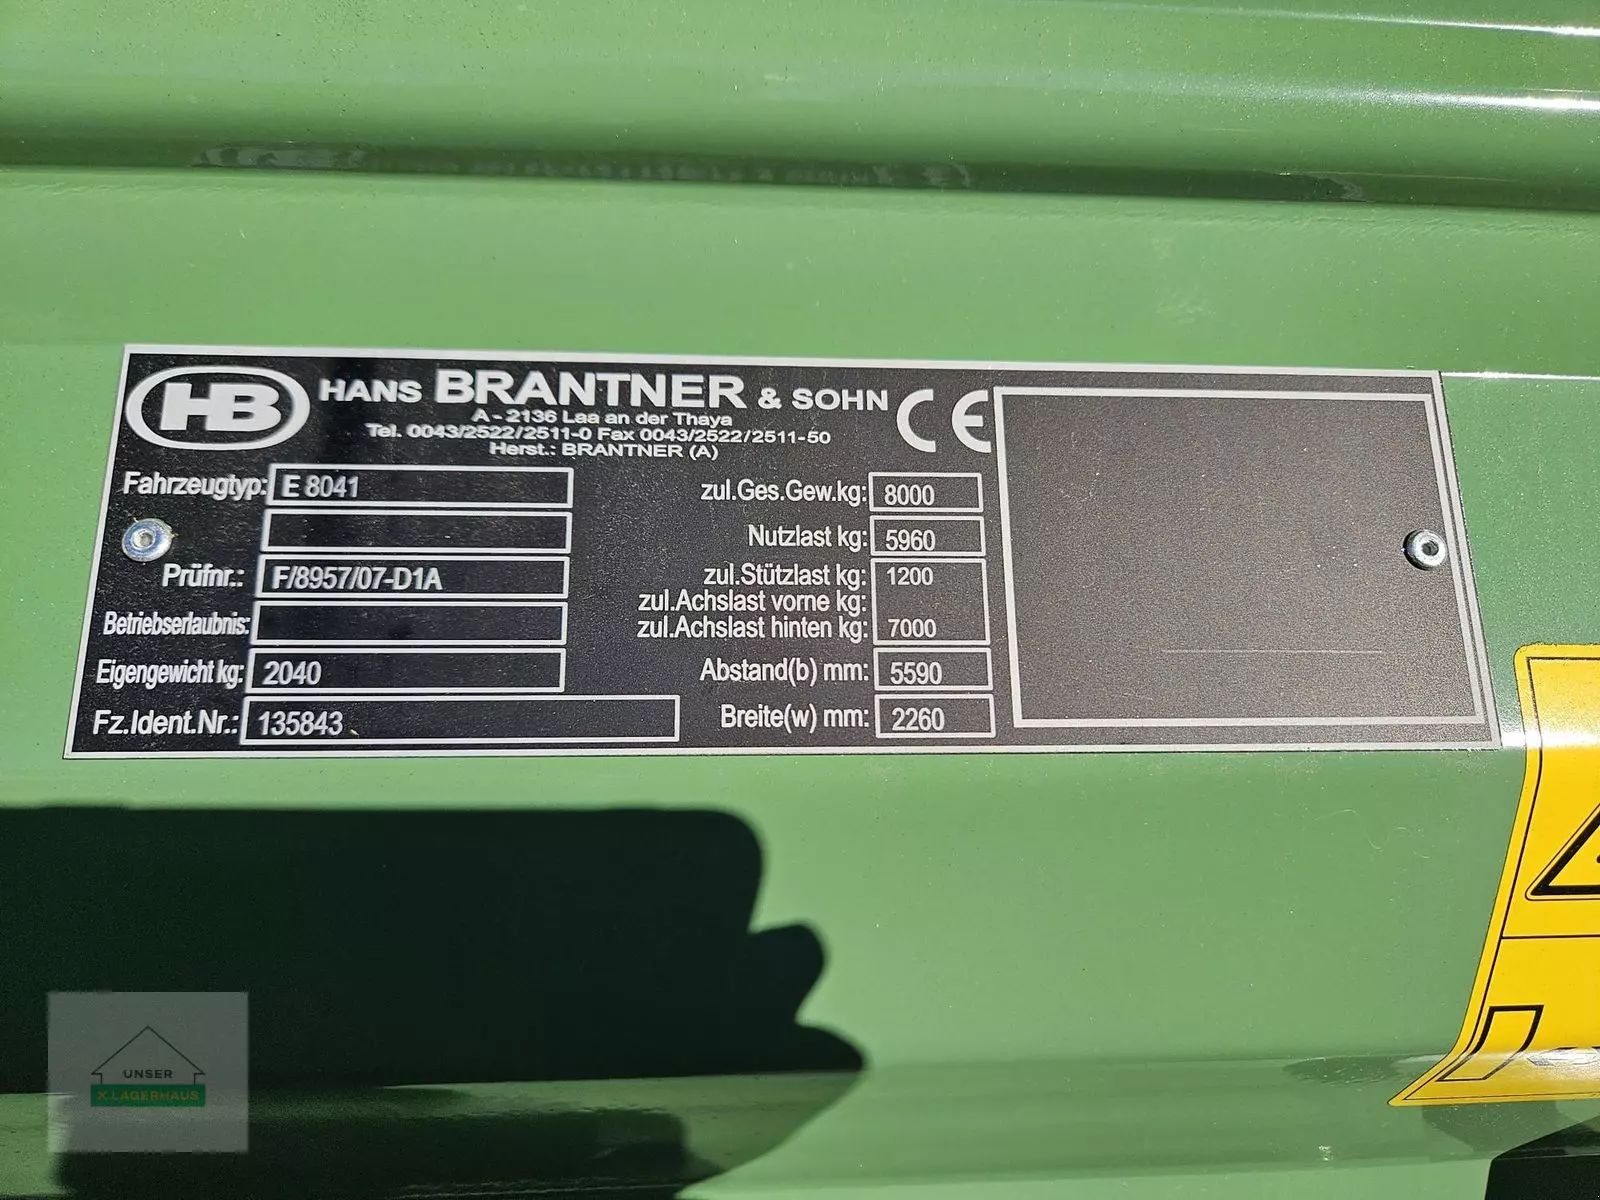 HB HANS BRANTNER & SOHN CE
A - 2136 Laa an der Thaya
Tel. 0043/2522/2511-0 Fax 0043/2522/2511-50
Herst.: BRANTNER (A)
Fahrzeugtyp: E 8041
Prüfnr.: F/8957/07-D1A
Betriebserlaubnis:
Eigengewicht kg: 2040
Fz.Ident.Nr.: 135843
zul.Ges.Gew.kg: 8000
Nutzlast kg: 5960
zul.Stützlast kg: 1200
zul.Achslast vorne kg:
zul.Achslast hinten kg: 7000
Abstand(b) mm: 5590
Breite(w) mm: 2260
UNSER
X LAGERHAUS